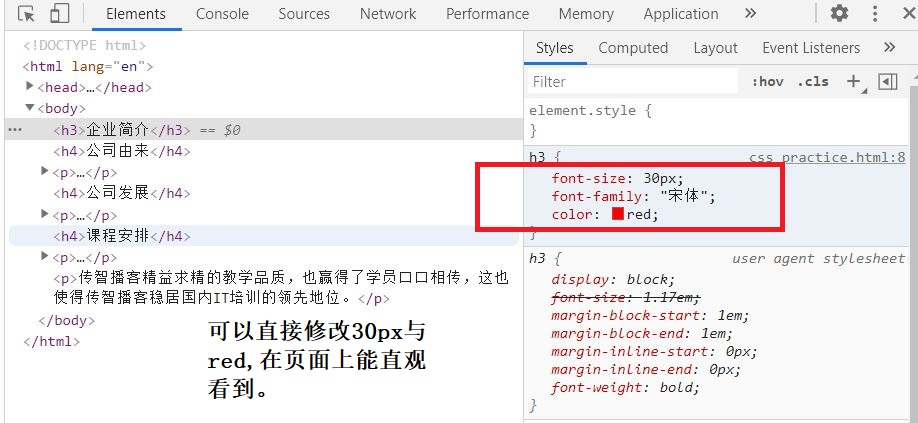 Elements Console Sources Network Performance Memory Application »
<!DOCTYPE html>
<html lang="en">
<head>…</head>
<body>
<h3>企业简介</h3> == $0
<h4>公司由来</h4>
<p>…</p>
<h4>公司发展</h4>
<p>…</p>
<h4>课程安排</h4>
<p>…</p>
<p>传智播客精益求精的教学品质，也赢得了学员口口相传，这也
使得传智播客稳居国内IT培训的领先地位。</p>
</body>
</html>
可以直接修改30px与
red,在页面上能直观
看到。
Styles Computed Layout Event Listeners »
Filter :hov .cls +
element.style {
}
h3 { css practice.html:8
font-size: 30px;
font-family: "宋体";
color: red;
}
h3 { user agent stylesheet
display: block;
font-size: 1.17em;
margin-block-start: 1em;
margin-block-end: 1em;
margin-inline-start: 0px;
margin-inline-end: 0px;
font-weight: bold;
}